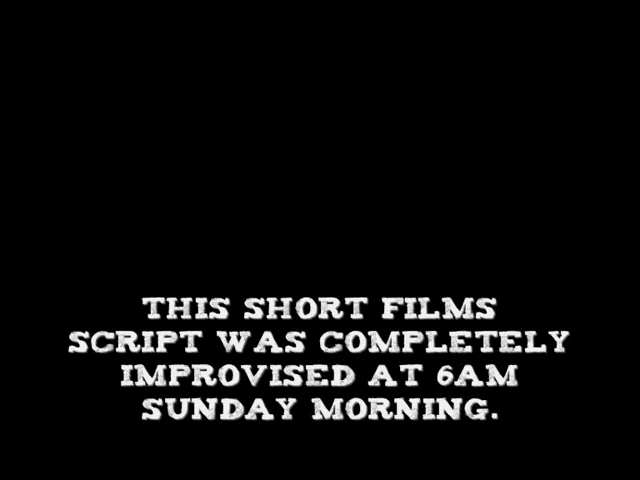 THIS SHORT FILMS
SCRIPT WAS COMPLETELY
IMPROVISED AT 6AM
SUNDAY MORNING.